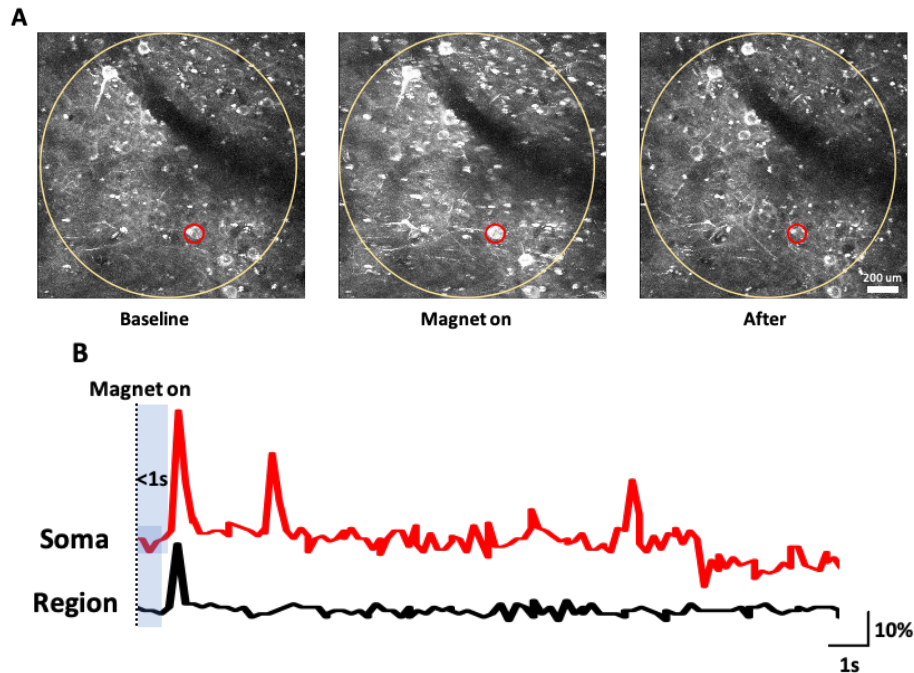 A
200 um
Baseline
Magnet on
After
B
Magnet on
<1s
Soma
Region
10%
1s